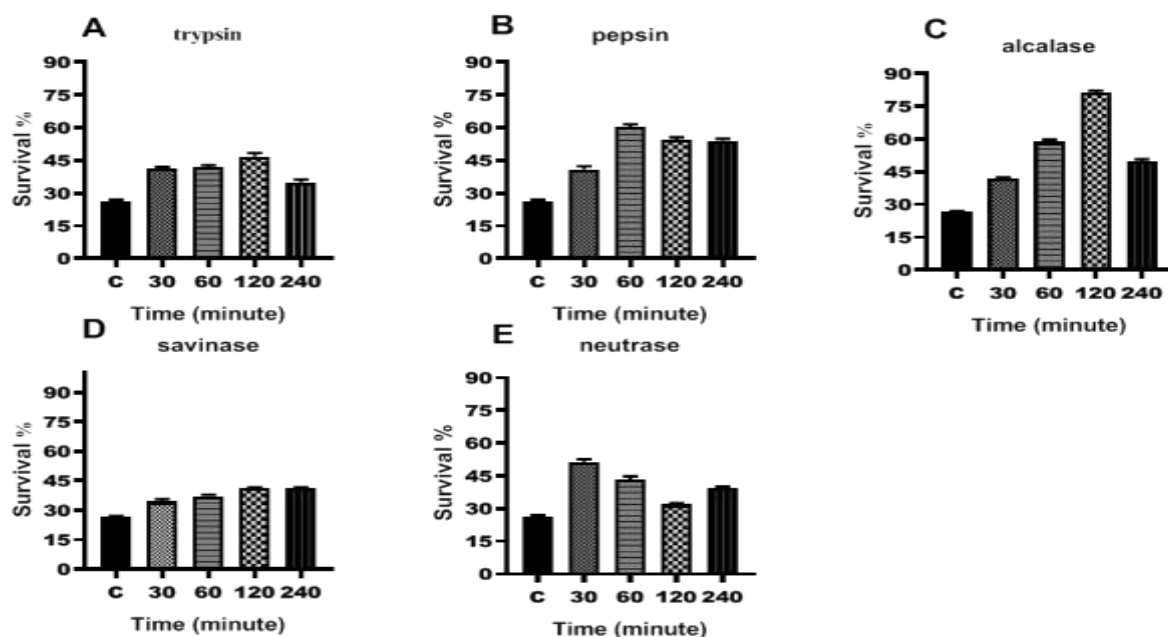 A
trypsin
Survival %
90
75
60
45
30
15
0
C 30 60 120 240
Time (minute)
B
pepsin
Survival %
90
75
60
45
30
15
0
C 30 60 120 240
Time (minute)
C
alcalase
Survival %
90
75
60
45
30
15
0
C 30 60 120 240
Time (minute)
D
savinase
Survival %
90
75
60
45
30
15
0
C 30 60 120 240
Time (minute)
E
neutrase
Survival %
90
75
60
45
30
15
0
C 30 60 120 240
Time (minute)